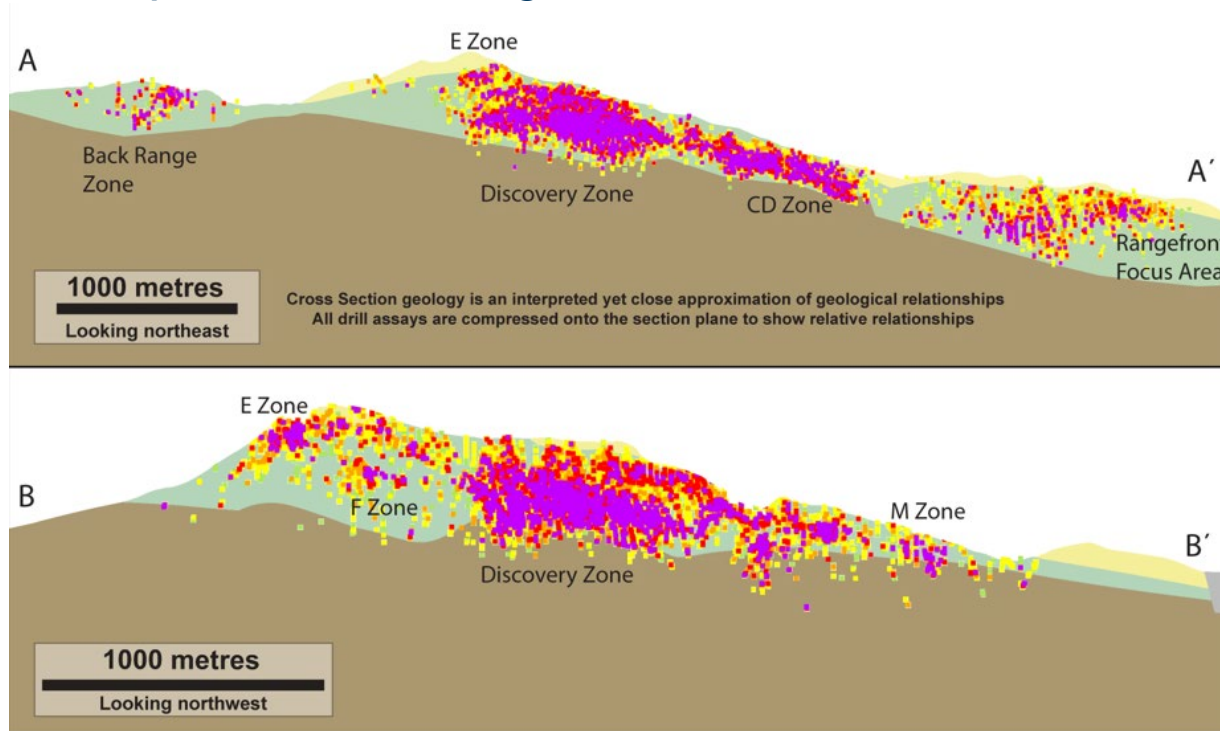 E Zone
A
Back Range
Zone
Discovery Zone
CD Zone
A´
Rangefron
Focus Area
1000 metres
Looking northeast
Cross Section geology is an interpreted yet close approximation of geological relationships
All drill assays are compressed onto the section plane to show relative relationships
E Zone
B
F Zone
M Zone
B´
Discovery Zone
1000 metres
Looking northwest